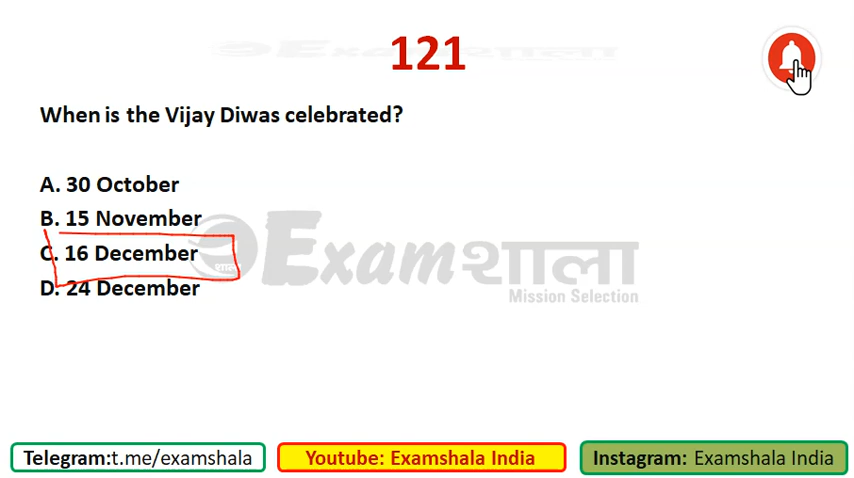 121
When is the Vijay Diwas celebrated?
A. 30 October
B. 15 November
C. 16 December
D. 24 December
Examशाला
Mission Selection
Telegram:t.me/examshala
Youtube: Examshala India
Instagram: Examshala India